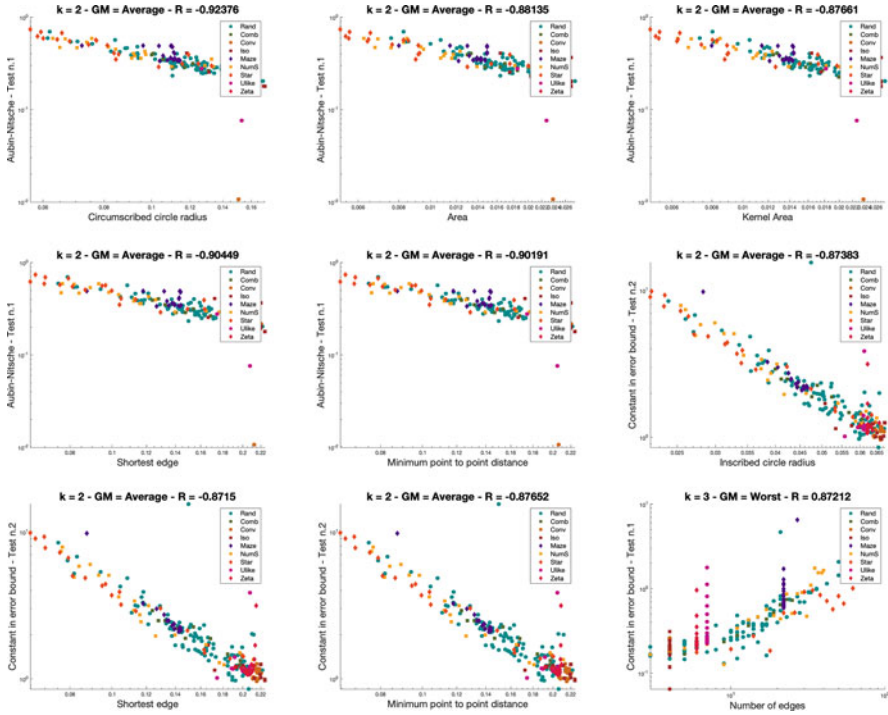 k = 2 - GM = Average - R = -0.92376
Aubin-Nitsche - Test n.1
Circumscribed circle radius
Rand
Comb
Conv
Iso
Maze
NumS
Star
Ulike
Zeta
k = 2 - GM = Average - R = -0.88135
Aubin-Nitsche - Test n.1
Area
Rand
Comb
Conv
Iso
Maze
NumS
Star
Ulike
Zeta
k = 2 - GM = Average - R = -0.87661
Aubin-Nitsche - Test n.1
Kernel Area
Rand
Comb
Conv
Iso
Maze
NumS
Star
Ulike
Zeta
k = 2 - GM = Average - R = -0.90449
Aubin-Nitsche - Test n.1
Shortest edge
Rand
Comb
Conv
Iso
Maze
NumS
Star
Ulike
Zeta
k = 2 - GM = Average - R = -0.90191
Aubin-Nitsche - Test n.1
Minimum point to point distance
Rand
Comb
Conv
Iso
Maze
NumS
Star
Ulike
Zeta
k = 2 - GM = Average - R = -0.87383
Constant in error bound - Test n.2
Inscribed circle radius
Rand
Comb
Conv
Iso
Maze
NumS
Star
Ulike
Zeta
k = 2 - GM = Average - R = -0.8715
Constant in error bound - Test n.2
Shortest edge
Rand
Comb
Conv
Iso
Maze
NumS
Star
Ulike
Zeta
k = 2 - GM = Average - R = -0.87652
Constant in error bound - Test n.2
Minimum point to point distance
Rand
Comb
Conv
Iso
Maze
NumS
Star
Ulike
Zeta
k = 3 - GM = Worst - R = 0.87212
Constant in error bound - Test n.1
Number of edges
Rand
Comb
Conv
Iso
Maze
NumS
Star
Ulike
Zeta